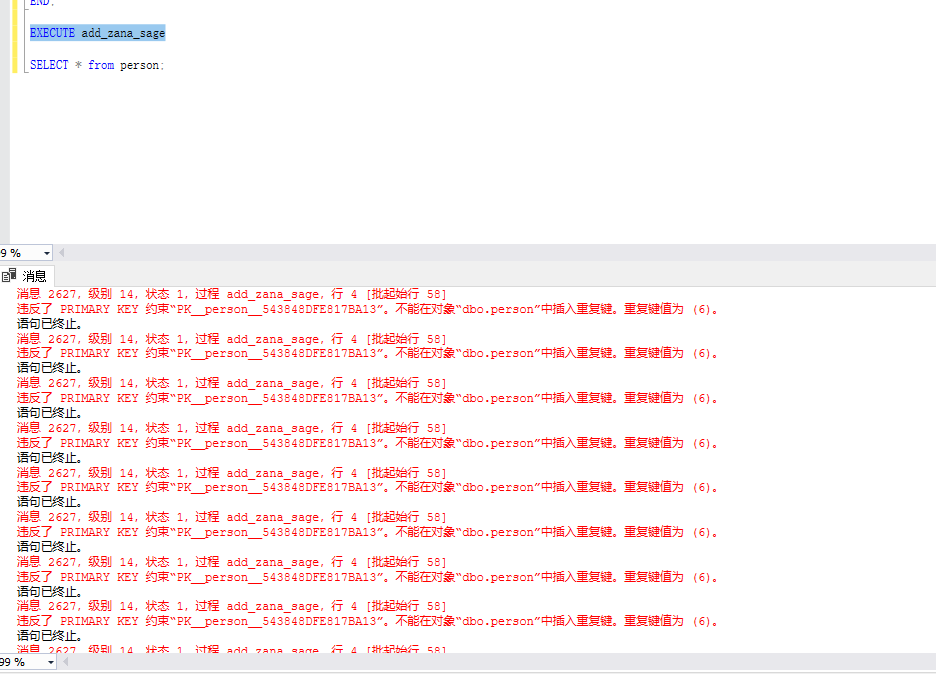 END;
EXECUTE add_zana_sage
SELECT * from person;
9 %
消息
消息 2627，级别 14，状态 1，过程 add_zana_sage，行 4 [批起始行 58]
违反了 PRIMARY KEY 约束“PK__person__543848DFE817BA13”。不能在对象“dbo.person”中插入重复键。重复键值为 (6)。
语句已终止。
消息 2627，级别 14，状态 1，过程 add_zana_sage，行 4 [批起始行 58]
违反了 PRIMARY KEY 约束“PK__person__543848DFE817BA13”。不能在对象“dbo.person”中插入重复键。重复键值为 (6)。
语句已终止。
消息 2627，级别 14，状态 1，过程 add_zana_sage，行 4 [批起始行 58]
违反了 PRIMARY KEY 约束“PK__person__543848DFE817BA13”。不能在对象“dbo.person”中插入重复键。重复键值为 (6)。
语句已终止。
消息 2627，级别 14，状态 1，过程 add_zana_sage，行 4 [批起始行 58]
违反了 PRIMARY KEY 约束“PK__person__543848DFE817BA13”。不能在对象“dbo.person”中插入重复键。重复键值为 (6)。
语句已终止。
消息 2627，级别 14，状态 1，过程 add_zana_sage，行 4 [批起始行 58]
违反了 PRIMARY KEY 约束“PK__person__543848DFE817BA13”。不能在对象“dbo.person”中插入重复键。重复键值为 (6)。
语句已终止。
消息 2627，级别 14，状态 1，过程 add_zana_sage，行 4 [批起始行 58]
违反了 PRIMARY KEY 约束“PK__person__543848DFE817BA13”。不能在对象“dbo.person”中插入重复键。重复键值为 (6)。
语句已终止。
消息 2627，级别 14，状态 1，过程 add_zana_sage，行 4 [批起始行 58]
违反了 PRIMARY KEY 约束“PK__person__543848DFE817BA13”。不能在对象“dbo.person”中插入重复键。重复键值为 (6)。
语句已终止。
消息 2627，级别 14，状态 1，过程 add_zana_sage，行 4 [批起始行 58]
违反了 PRIMARY KEY 约束“PK__person__543848DFE817BA13”。不能在对象“dbo.person”中插入重复键。重复键值为 (6)。
语句已终止。
消息 2627，级别 14，状态 1，过程 add_zana_sage，行 4 [批起始行 58]
99 %